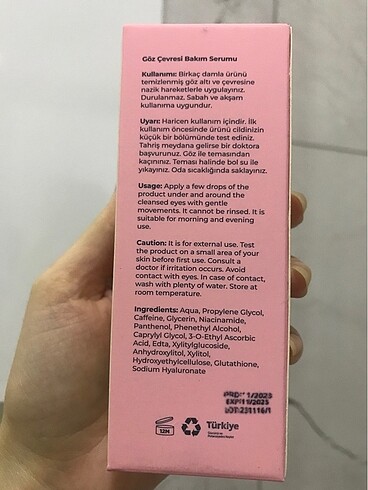 Göz Çevresi Bakım Serumu
Kullanımı: Birkaç damla ürünü
temizlenmiş göz altı ve çevresine
nazik hareketlerle uygulayınız.
Durulanmaz. Sabah ve akşam
kullanıma uygundur.
Uyarı: Haricen kullanım içindir. İlk
kullanım öncesinde ürünü cildinizin
küçük bir bölümünde test ediniz.
Tahriş meydana gelirse bir doktora
başvurunuz. Göz ile temasından
kaçınınız. Teması halinde bol su ile
yıkayınız. Oda sıcaklığında saklayınız.
Usage: Apply a few drops of the
product under and around the
cleansed eyes with gentle
movements. It cannot be rinsed. It is
suitable for morning and evening
use.
Caution: It is for external use. Test
the product on a small area of your
skin before first use. Consult a
doctor if irritation occurs. Avoid
contact with eyes. In case of contact,
wash with plenty of water. Store at
room temperature.
Ingredients: Aqua, Propylene Glycol,
Caffeine, Glycerin, Niacinamide,
Panthenol, Phenethyl Alcohol,
Caprylyl Glycol, 3-O-Ethyl Ascorbic
Acid, Edta, Xylitylglucoside,
Anhydroxylitol, Xylitol,
Hydroxyethylcellulose, Glutathione,
Sodium Hyaluronate
EXP:11/2025
LOT:231116/1
12M
Türkiye